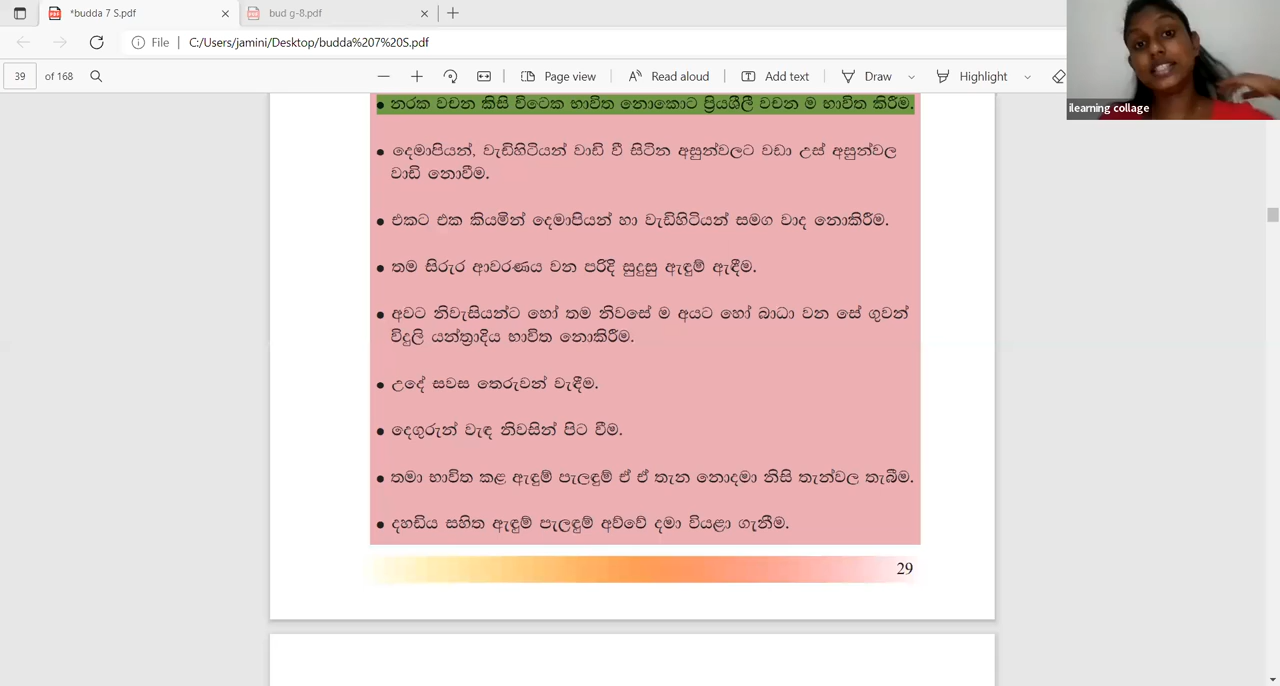 *budda 7 S.pdf
bud g-8.pdf
File
C:/Users/jamini/Desktop/budda%207%20S.pdf
39 of 168
Page view
Read aloud
Add text
Draw
Highlight
ilearning collage
• නරක වචන කිසි විටෙක භාවිත නොකොට ප්‍රියශීලී වචන ම භාවිත කිරීම.
• දෙමාපියන්, වැඩිහිටියන් වාඩි වී සිටින අසුන්වලට වඩා උස් අසුන්වල
වාඩි නොවීම.
• එකට එක කියමින් දෙමාපියන් හා වැඩිහිටියන් සමග වාද නොකිරීම.
• තම සිරුර ආවරණය වන පරිදි සුදුසු ඇඳුම් ඇඳීම.
• අවට නිවැසියන්ට හෝ තම නිවසේ ම අයට හෝ බාධා වන සේ ගුවන්
විදුලි යන්ත්‍රාදිය භාවිත නොකිරීම.
• උදේ සවස තෙරුවන් වැඳීම.
• දෙගුරුන් වැඳ නිවසින් පිට වීම.
• තමා භාවිත කළ ඇඳුම් පැලඳුම් ඒ ඒ තැන නොදමා නිසි තැන්වල තැබීම.
• දහඩිය සහිත ඇඳුම් පැලඳුම් අව්වේ දමා වියළා ගැනීම.
29